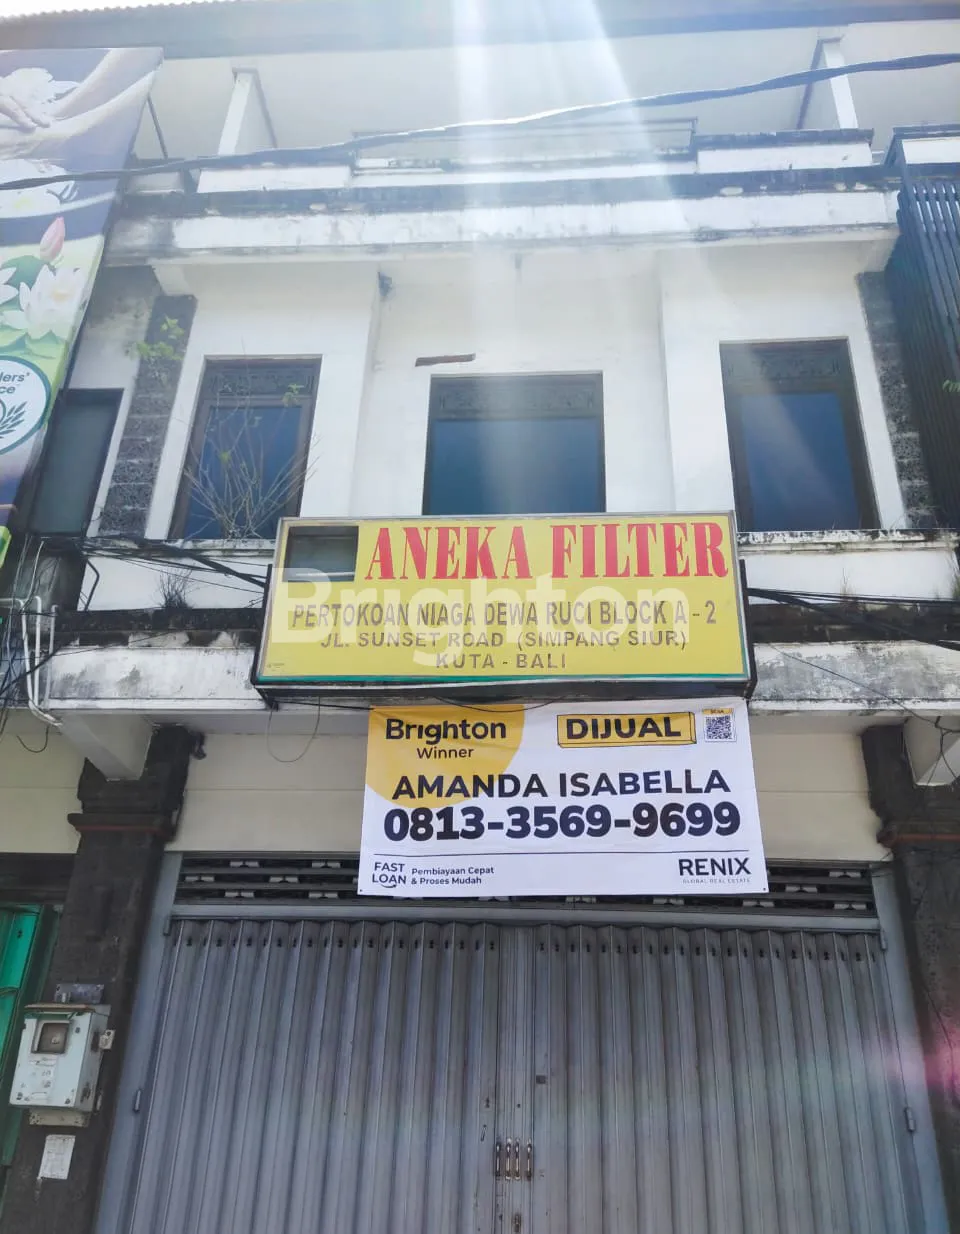 ANEKA FILTER
PERTOKOAN NIAGA DEWA RUCI BLOCK A - 2
JL. SUNSET ROAD (SIMPANG SIUR)
KUTA - BALI
Brighton
Brighton
Winner
DIJUAL
AMANDA ISABELLA
0813-3569-9699
FAST LOAN
Pembiayaan Cepat
& Proses Mudah
RENIX
GLOBAL REAL ESTATE